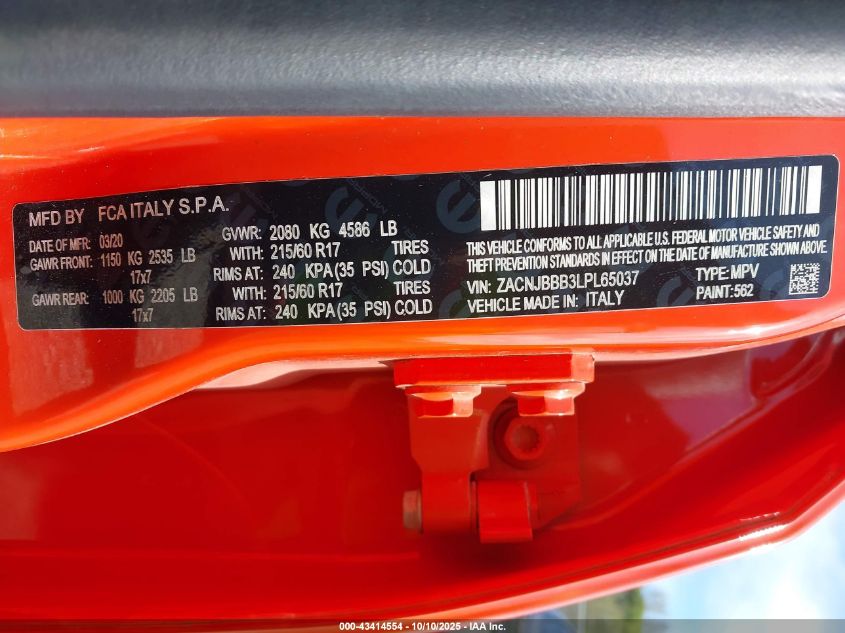 MFD BY FCA ITALY S.P.A.
DATE OF MFR: 03/20 GVWR: 2080 KG 4586 LB
GAWR FRONT: 1150 KG 2535 LB WITH: 215/60 R17 TIRES
17x7 RIMS AT: 240 KPA (35 PSI) COLD
GAWR REAR: 1000 KG 2205 LB WITH: 215/60 R17 TIRES
17x7 RIMS AT: 240 KPA (35 PSI) COLD
THIS VEHICLE CONFORMS TO ALL APPLICABLE U.S. FEDERAL MOTOR VEHICLE SAFETY AND
THEFT PREVENTION STANDARDS IN EFFECT ON THE DATE OF MANUFACTURE SHOWN ABOVE.
VIN: ZACNJBBB3LPL65037 TYPE: MPV
VEHICLE MADE IN: ITALY PAINT: 562
000-43414554 - 10/10/2025 - IAA Inc.